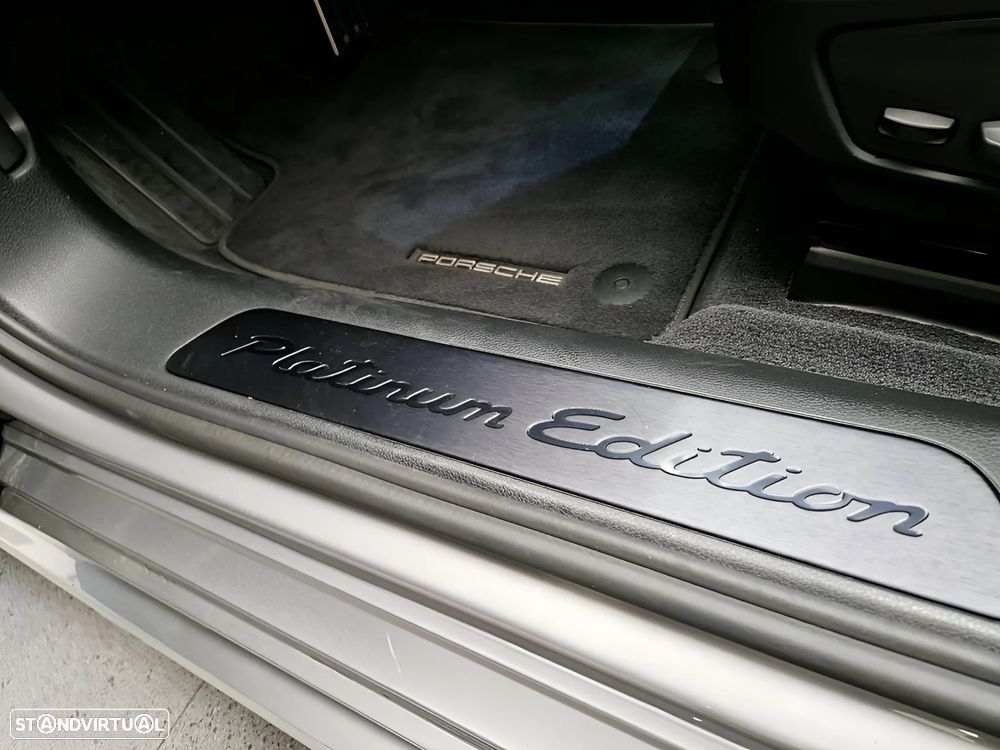 PORSCHE
Platinum Edition
STANDVIRTUAL